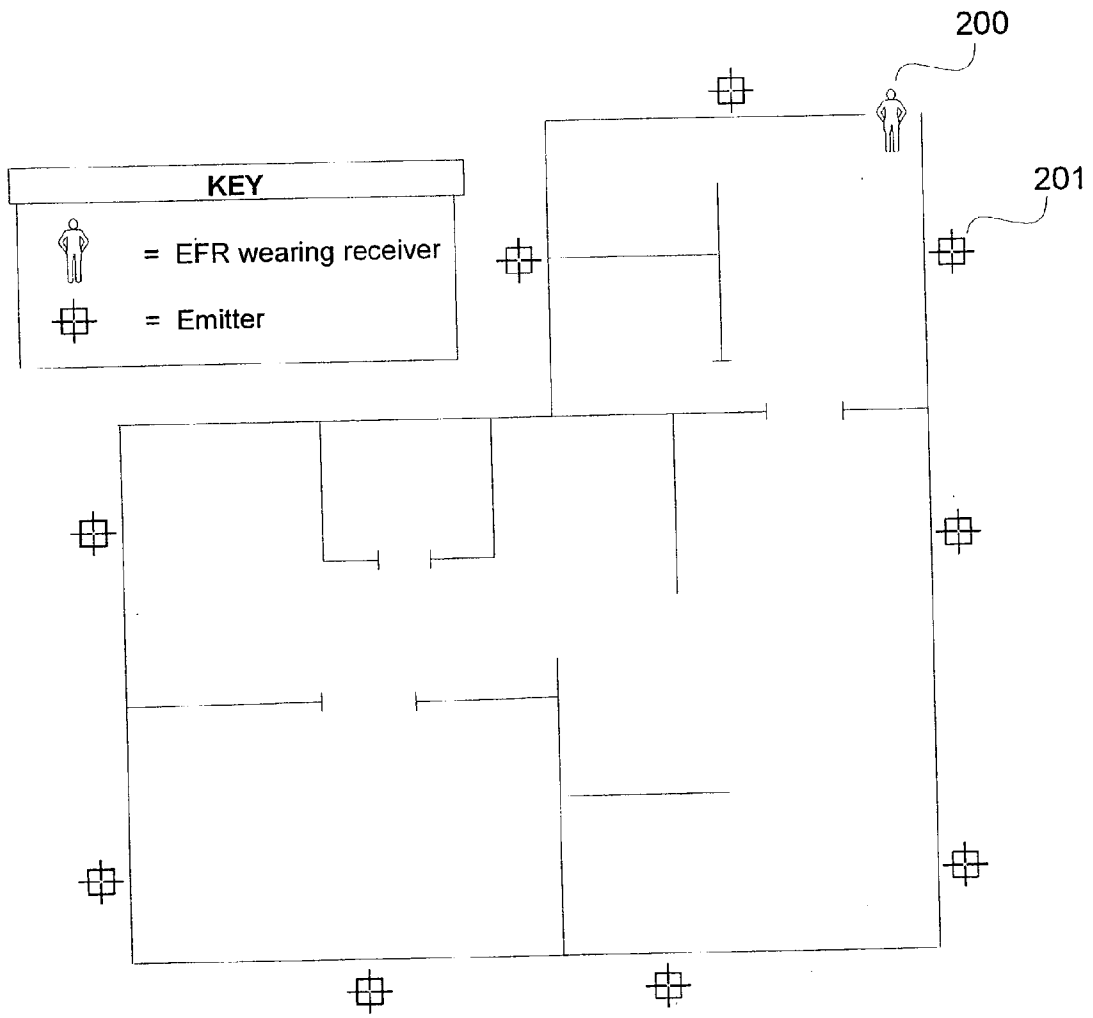 200
201
KEY
= EFR wearing receiver
= Emitter